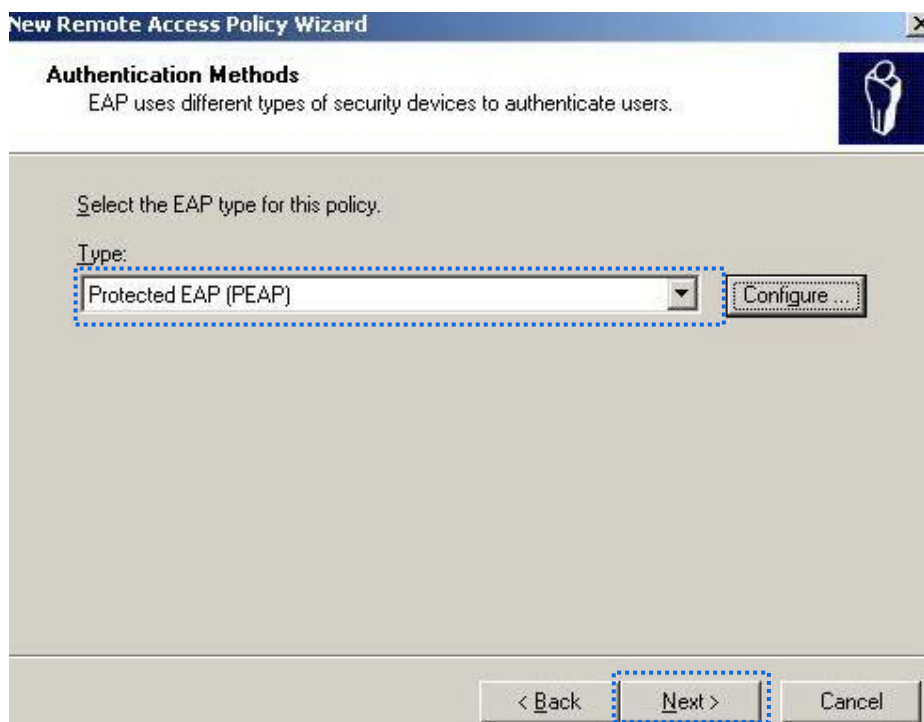 New Remote Access Policy Wizard
Authentication Methods
EAP uses different types of security devices to authenticate users.
Select the EAP type for this policy.
Type:
Protected EAP (PEAP)
Configure ...
< Back
Next >
Cancel